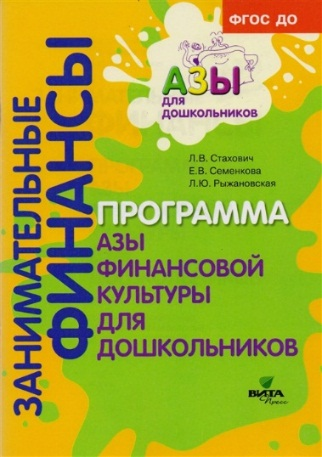 ФГОС ДО
АЗЫ
для
ДОШКОЛЬНИКОВ
Л.В. Стахович
Е.В. Семенкова
Л.Ю. Рыжановская
ЗАНИМАТЕЛЬНЫЕ
ФИНАНСЫ
ПРОГРАММА
АЗЫ
ФИНАНСОВОЙ
КУЛЬТУРЫ
ДЛЯ
ДОШКОЛЬНИКОВ
ВИТА
Пресс